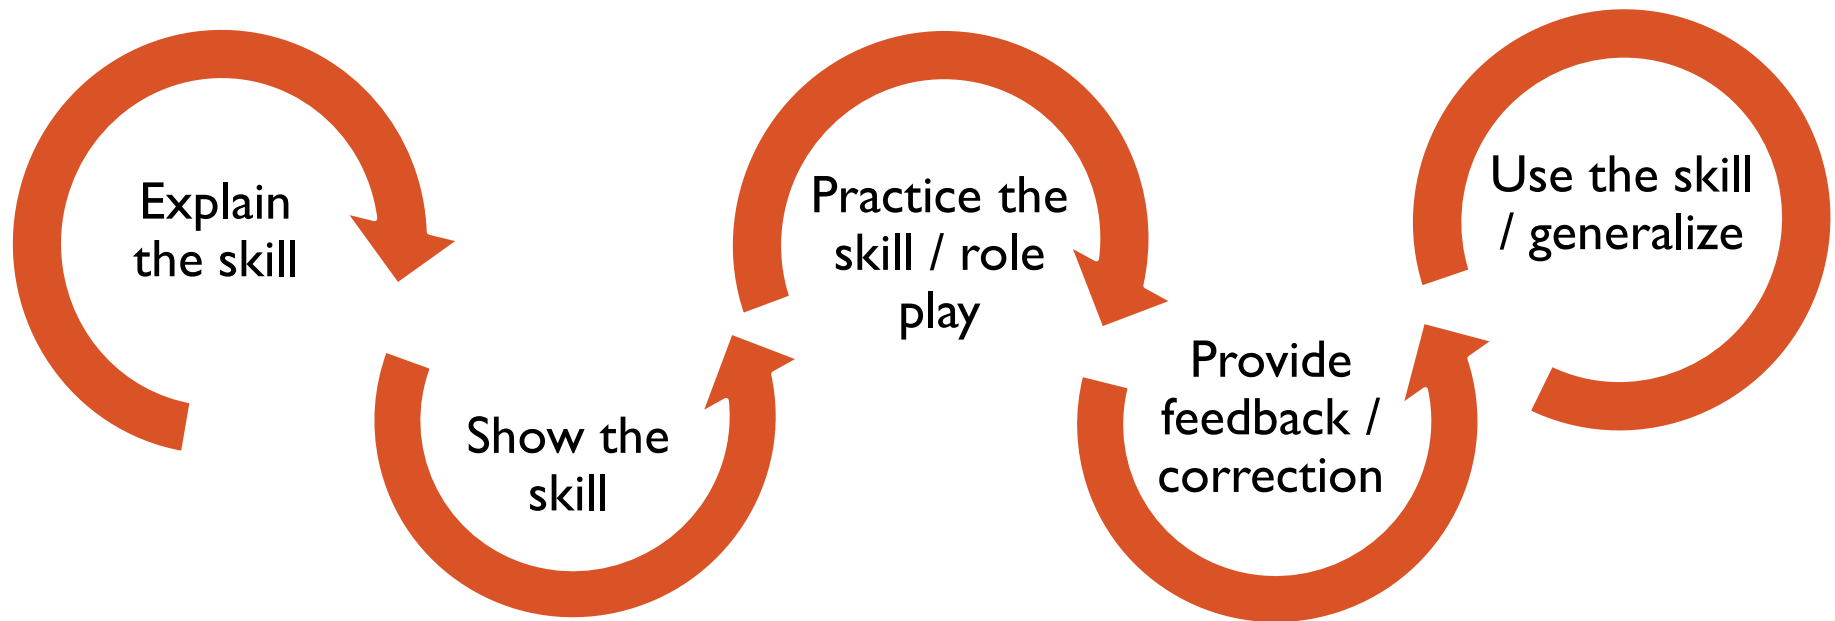 Explain
the skill
Show the
skill
Practice the
skill / role
play
Provide
feedback /
correction
Use the skill
/ generalize